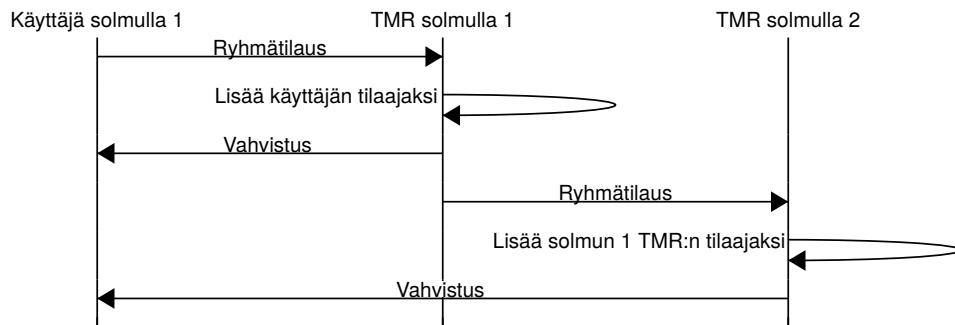 Käyttäjä solmulla 1
TMR solmulla 1
TMR solmulla 2
Ryhmätilaus
Lisää käyttäjän tilaajaksi
Vahvistus
Ryhmätilaus
Lisää solmun 1 TMR:n tilaajaksi
Vahvistus